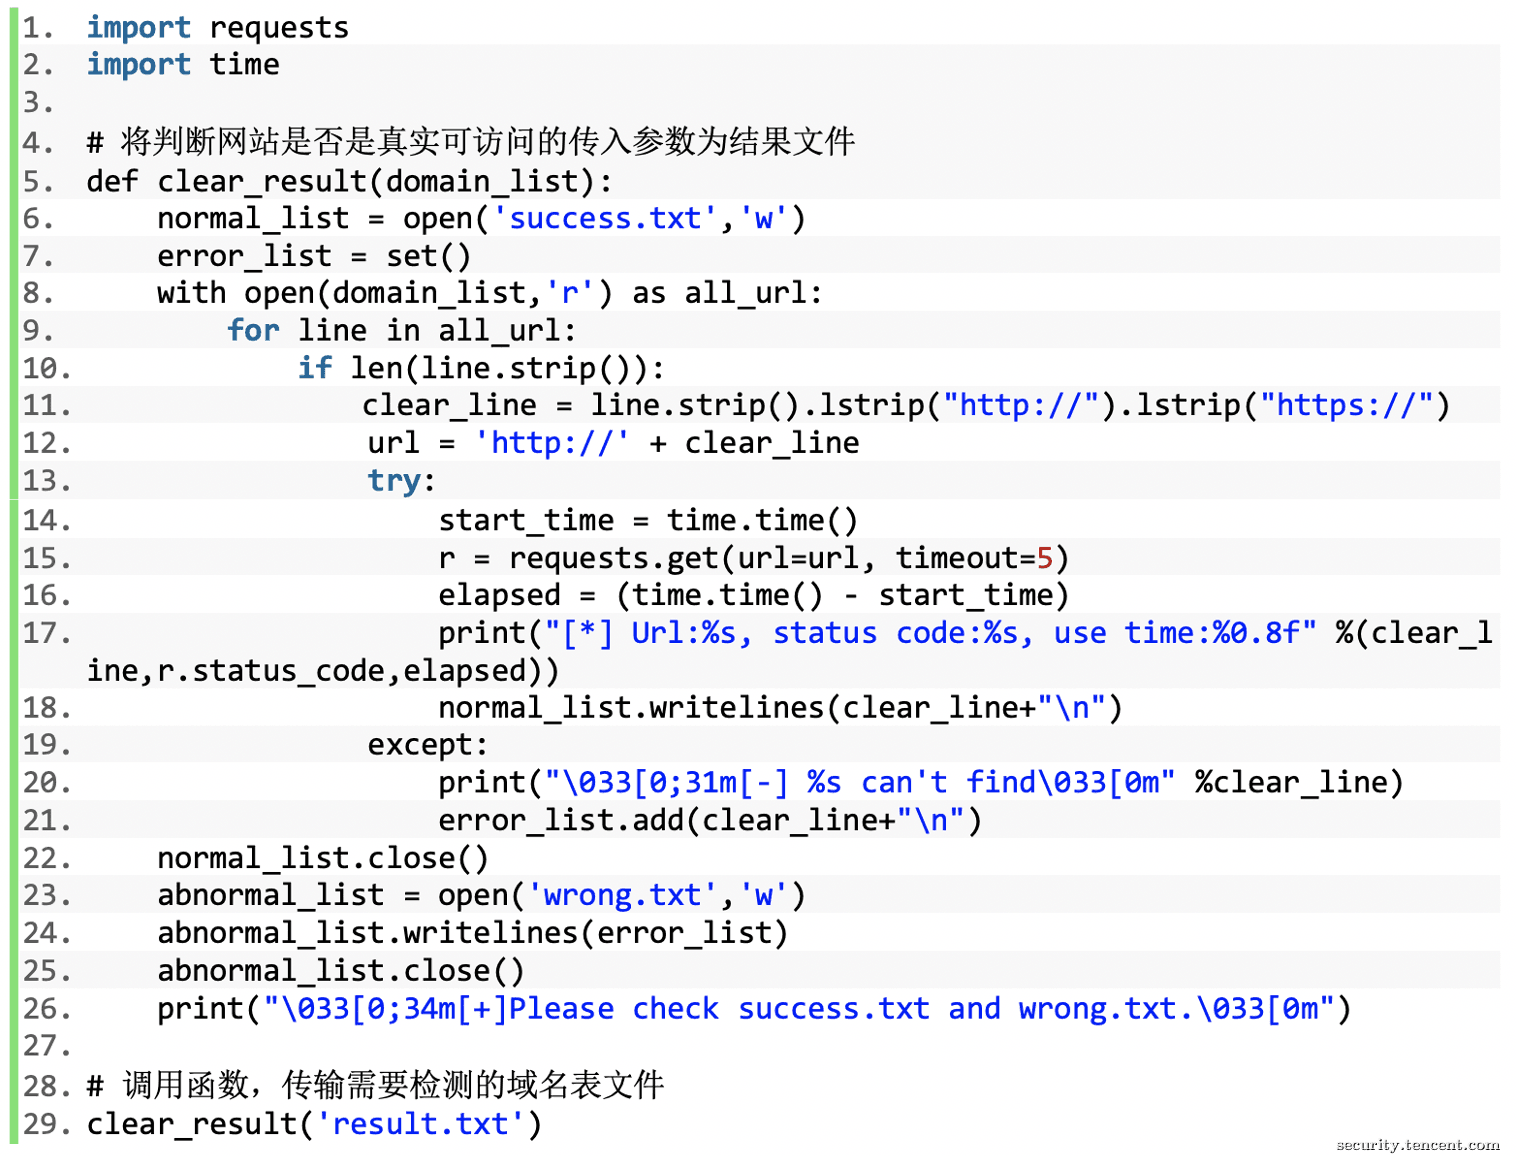 1. import requests
2. import time
3.
4. # 将判断网站是否是真实可访问的传入参数为结果文件
5. def clear_result(domain_list):
6.     normal_list = open('success.txt','w')
7.     error_list = set()
8.     with open(domain_list,'r') as all_url:
9.         for line in all_url:
10.             if len(line.strip()):
11.                 clear_line = line.strip().lstrip("http://").lstrip("https://")
12.                 url = 'http://' + clear_line
13.                 try:
14.                     start_time = time.time()
15.                     r = requests.get(url=url, timeout=5)
16.                     elapsed = (time.time() - start_time)
17.                     print("[*] Url:%s, status code:%s, use time:%0.8f" %(clear_l
ine,r.status_code,elapsed))
18.                     normal_list.writelines(clear_line+"\n")
19.                 except:
20.                     print("\033[0;31m[-] %s can't find\033[0m" %clear_line)
21.                     error_list.add(clear_line+"\n")
22.     normal_list.close()
23.     abnormal_list = open('wrong.txt','w')
24.     abnormal_list.writelines(error_list)
25.     abnormal_list.close()
26.     print("\033[0;34m[+]Please check success.txt and wrong.txt.\033[0m")
27.
28. # 调用函数，传输需要检测的域名表文件
29. clear_result('result.txt')
security.tencent.com